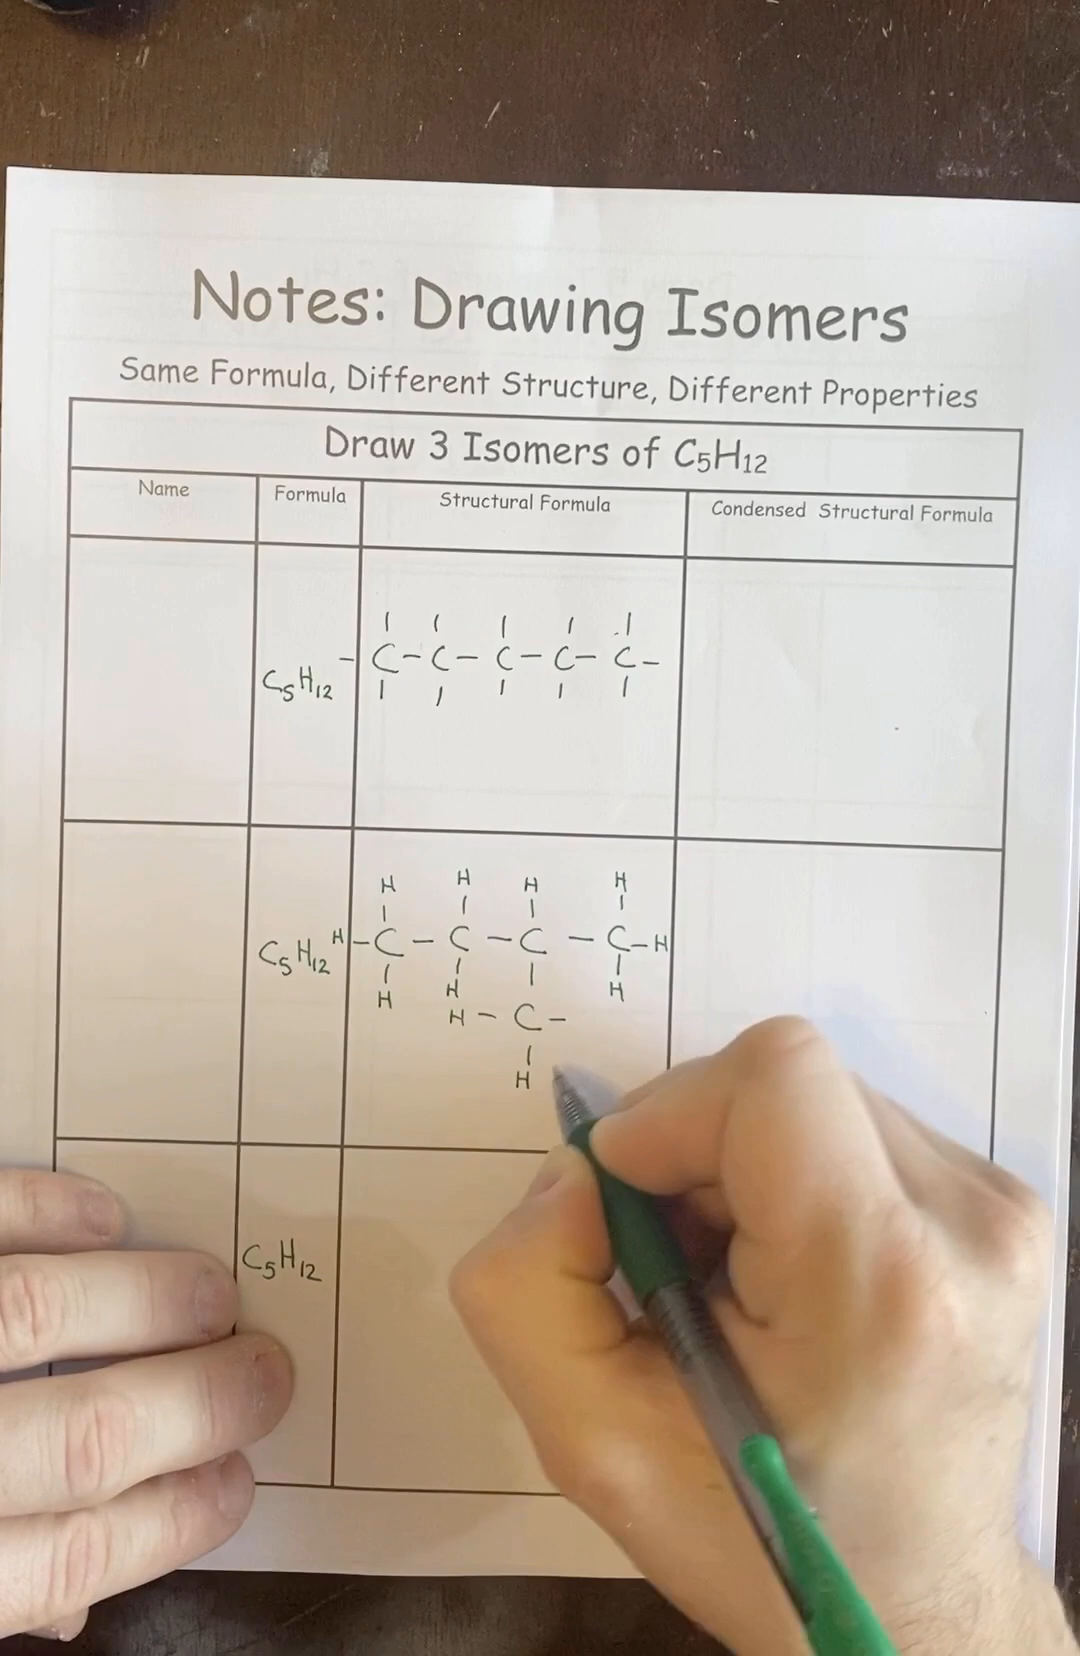 Notes: Drawing Isomers
Same Formula, Different Structure, Different Properties
Draw 3 Isomers of C5H12
Name Formula Structural Formula Condensed Structural Formula
C5H12
– C – C – C – C – C –
H H H H
C5H12
H – C – C – C – C – H
H H H
H – C –
H
C5H12